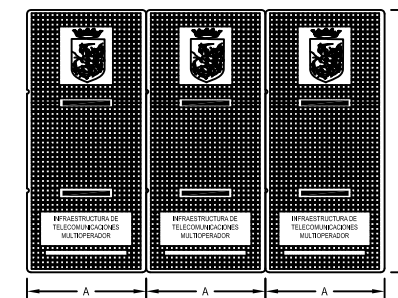 INFRAESTRUCTURA DE
TELECOMUNICACIONES
MULTIOPERADOR
INFRAESTRUCTURA DE
TELECOMUNICACIONES
MULTIOPERADOR
INFRAESTRUCTURA DE
TELECOMUNICACIONES
MULTIOPERADOR
A
A
A